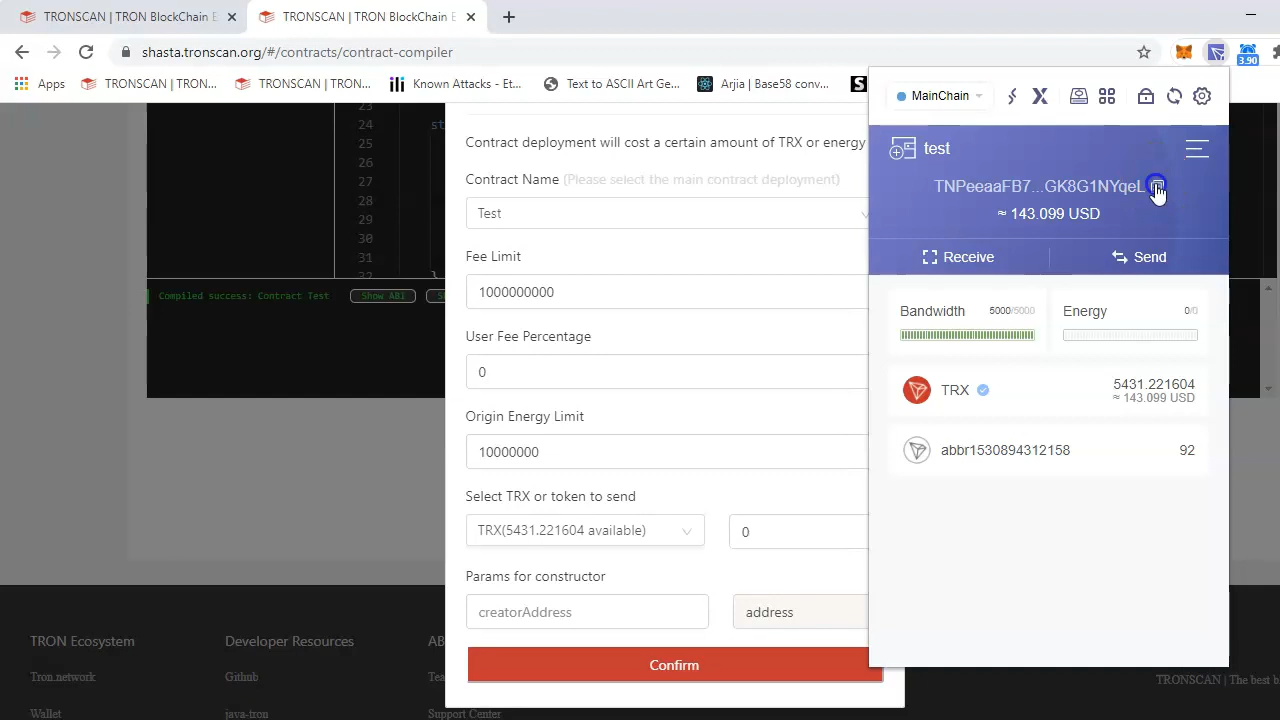 TRONSCAN | TRON BlockChain E
TRONSCAN | TRON BlockChain E
shasta.tronscan.org/#/contracts/contract-compiler
3.90
Apps
TRONSCAN | TRON...
TRONSCAN | TRON...
Known Attacks - Et...
Text to ASCII Art Ge...
Arjia | Base58 conv...
S
MainChain
test
TNPeeaaFB7...GK8G1NYqeL
≈ 143.099 USD
Receive
Send
Bandwidth
5000/5000
Energy
0/0
TRX
5431.221604
≈ 143.099 USD
abbr1530894312158
92
23
24
st
25
26
27
28
29
30
31
32
}
Compiled success: Contract Test
Show ABI
Contract deployment will cost a certain amount of TRX or energy
Contract Name (Please select the main contract deployment)
Test
Fee Limit
1000000000
User Fee Percentage
0
Origin Energy Limit
10000000
Select TRX or token to send
TRX(5431.221604 available)
0
Params for constructor
creatorAddress
address
Confirm
TRON Ecosystem
Tron.network
Wallet
Developer Resources
Github
java-tron
AB
Tea
Support Center
TRONSCAN | The best b